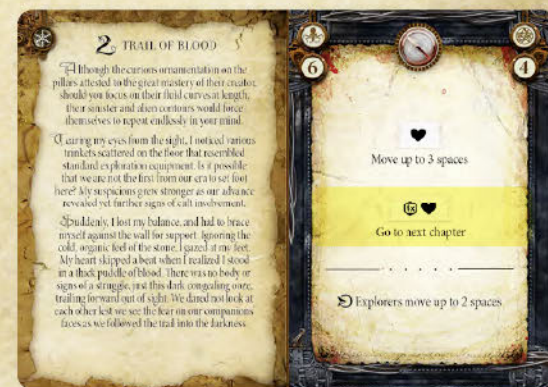 2 TRAIL OF BLOOD
Although the curious ornamentation on the
pillars attested to the great mastery of their creator,
should you focus on their fluid curves at length,
their sinister and alien contours would force
themselves to repeat endlessly in your mind.
Tearing my eyes from the sight, I noticed various
trinkets scattered on the floor that resembled
standard exploration equipment. Is it possible
that we are not the first from our era to set foot
here? My suspicions grew stronger as our advance
revealed yet further signs of cult involvement.
Suddenly, I lost my balance, and had to brace
myself against the wall for support. Ignoring the
cold, organic feel of the stone, I gazed at my feet.
My heart skipped a beat when I realized I stood
in a thick puddle of blood. There was no body or
signs of a struggle, just this dark congealing ooze,
trailing forward out of sight. We dared not look at
each other lest we see the fear on our companions
faces as we followed the trail into the darkness.
6
4
Move up to 3 spaces
1x
Go to next chapter
Explorers move up to 2 spaces